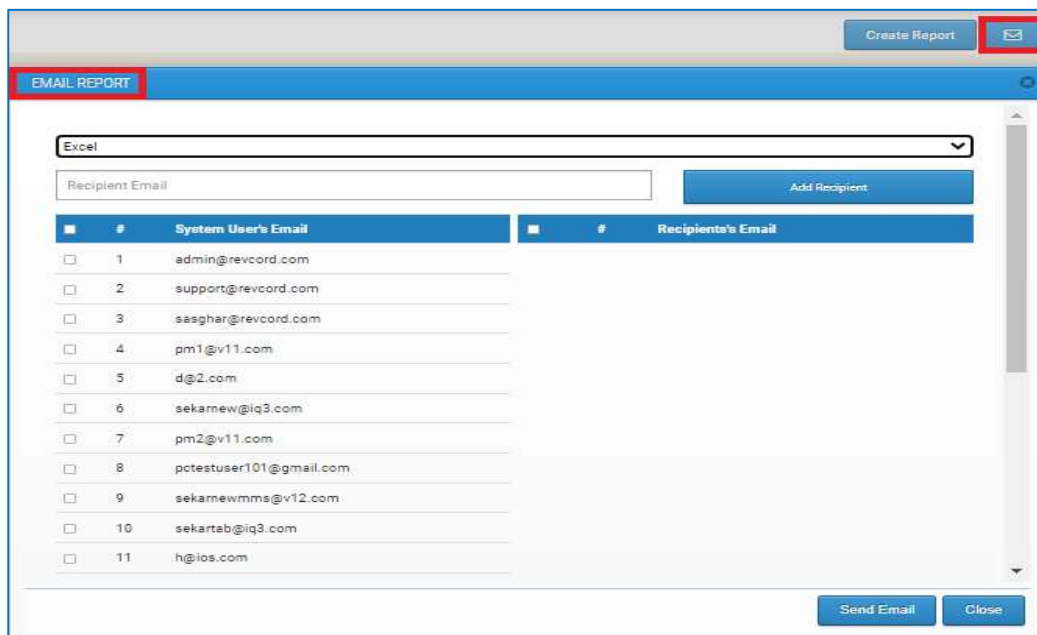 Create Report
EMAIL REPORT
Excel
Recipient Email Add Recipient
# System User's Email # Recipients's Email
1 admin@revcord.com
2 support@revcord.com
3 sasghar@revcord.com
4 pm1@v11.com
5 d@2.com
6 sekarnew@iq3.com
7 pm2@v11.com
8 pctestuser101@gmail.com
9 sekarnewmms@v12.com
10 sekartab@iq3.com
11 h@ios.com
Send Email Close